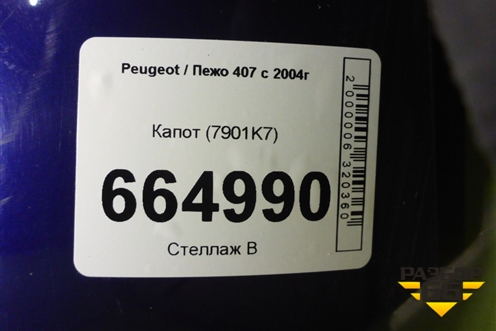 Peugeot / Пежо 407 с 2004г
Капот (7901K7)
664990
Стеллаж В
2000006320360